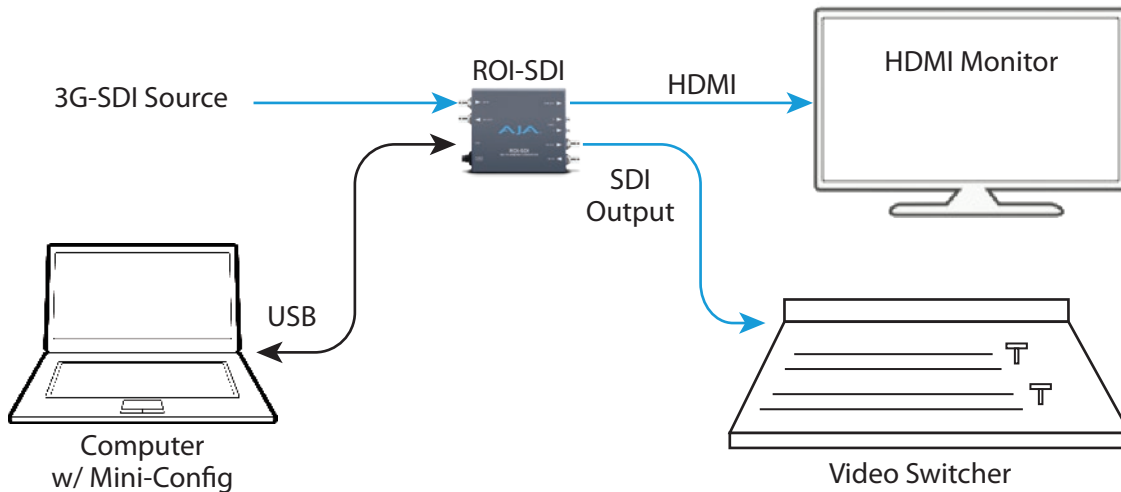 ROI-SDI
HDMI
HDMI Monitor
3G-SDI Source
AJA
SDI
Output
USB
Computer
w/ Mini-Config
Video Switcher